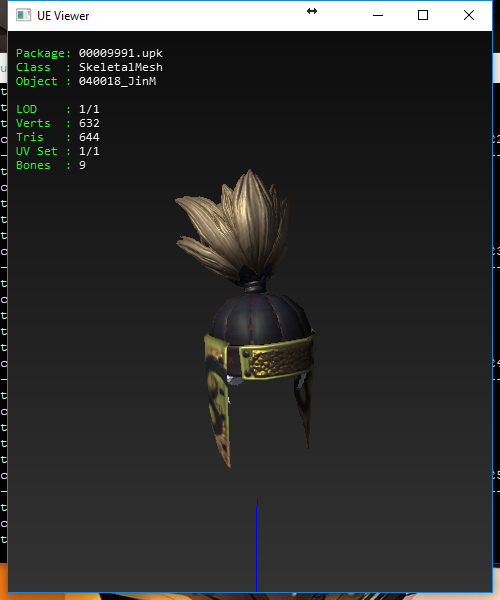 UE Viewer
Package: 00009991.upk
Class : SkeletalMesh
Object : 040018_JinM
LOD : 1/1
Verts : 632
Tris : 644
UV Set : 1/1
Bones : 9